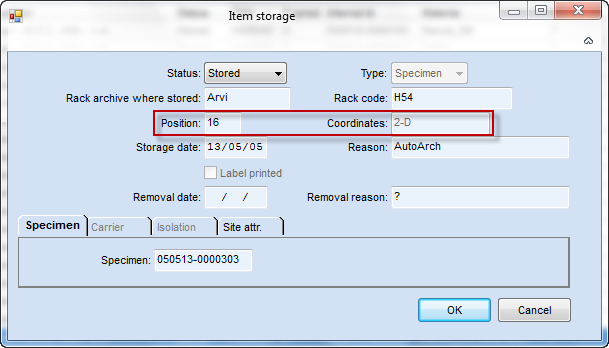 Item storage
Status: Stored Type: Specimen
Rack archive where stored: Arvi Rack code: H54
Position: 16 Coordinates: 2-D
Storage date: 13/05/05 Reason: AutoArch
Label printed
Removal date: / / Removal reason: ?
Specimen Carrier Isolation Site attr.
Specimen: 050513-0000303
OK Cancel